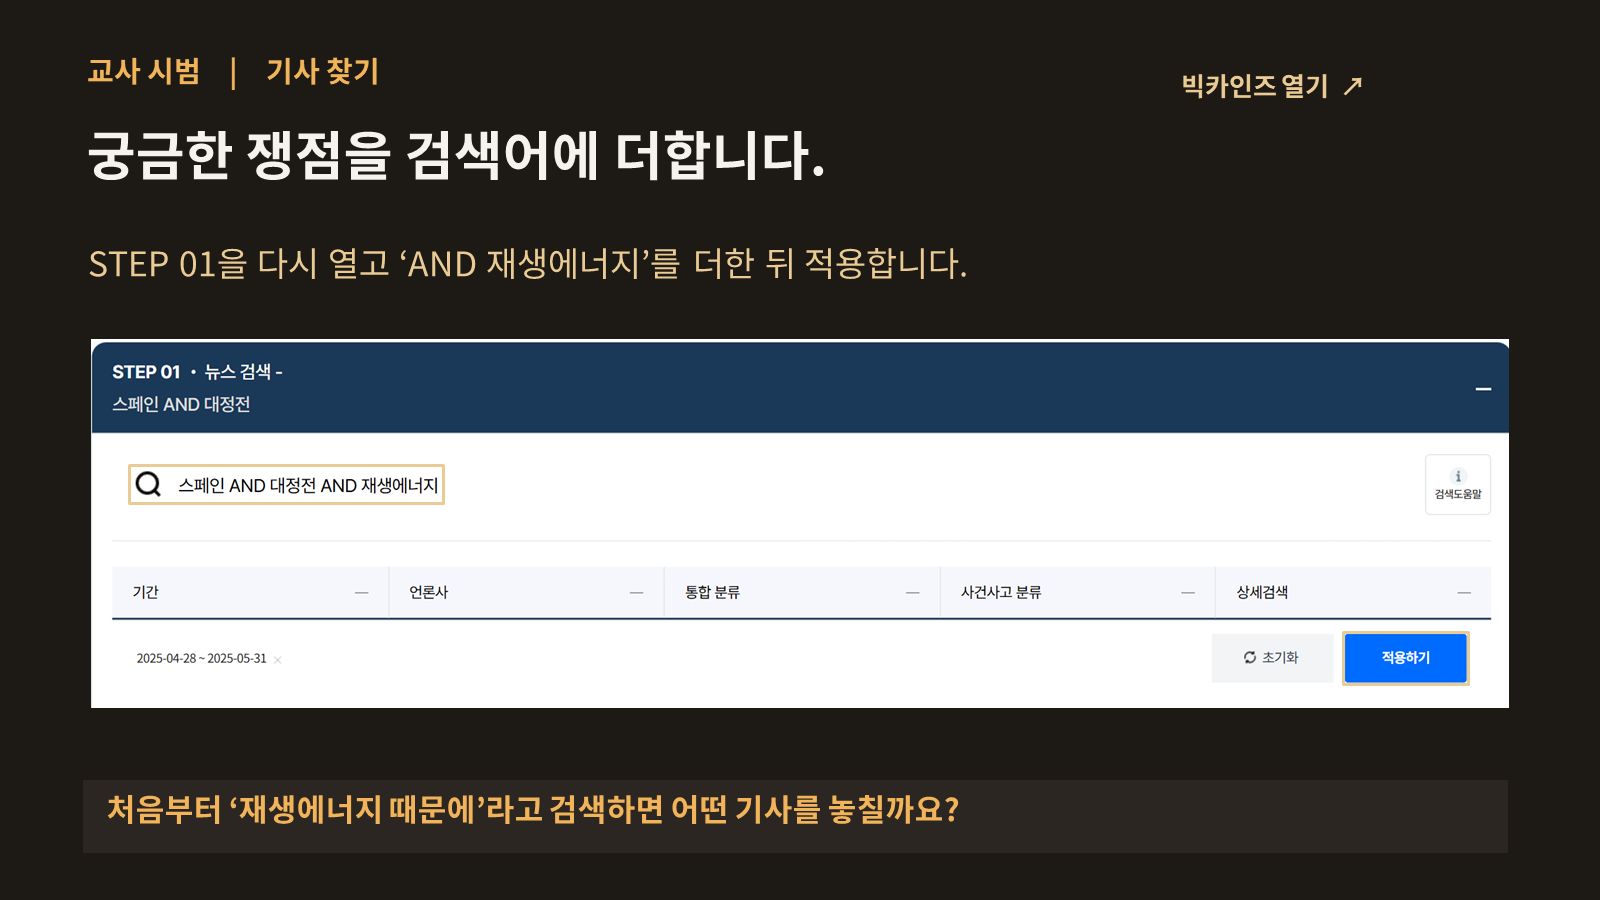 교사 시범 | 기사 찾기
빅카인즈 열기 ↗
궁금한 쟁점을 검색어에 더합니다.
STEP 01을 다시 열고 ‘AND 재생에너지’를 더한 뒤 적용합니다.
STEP 01 • 뉴스 검색 -
스페인 AND 대정전
스페인 AND 대정전 AND 재생에너지
검색도움말
기간 언론사 통합 분류 사건사고 분류 상세검색
2025-04-28 ~ 2025-05-31 ×
초기화 적용하기
처음부터 ‘재생에너지 때문에’라고 검색하면 어떤 기사를 놓칠까요?